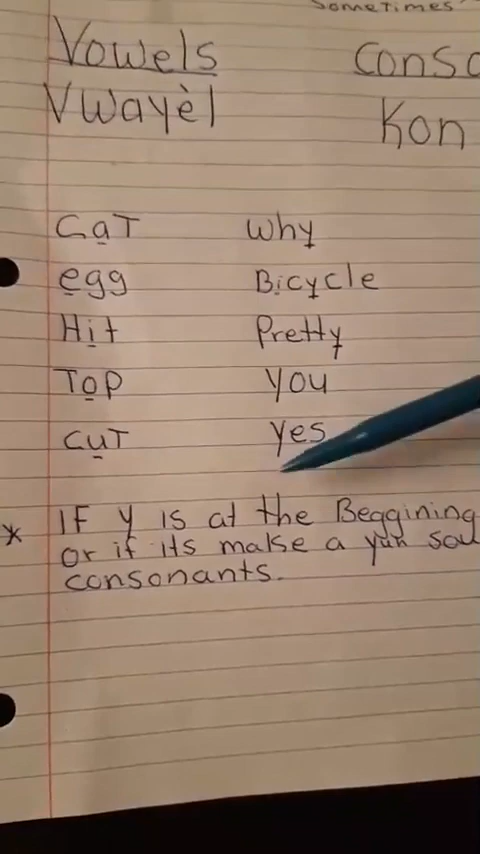 Sometimes
Vowels Conso
Vwayèl Kon
CaT Why
egg Bicycle
Hit Pretty
Top You
CuT Yes
* IF Y IS at the Beggining
or if its make a yuh sou
consonants.